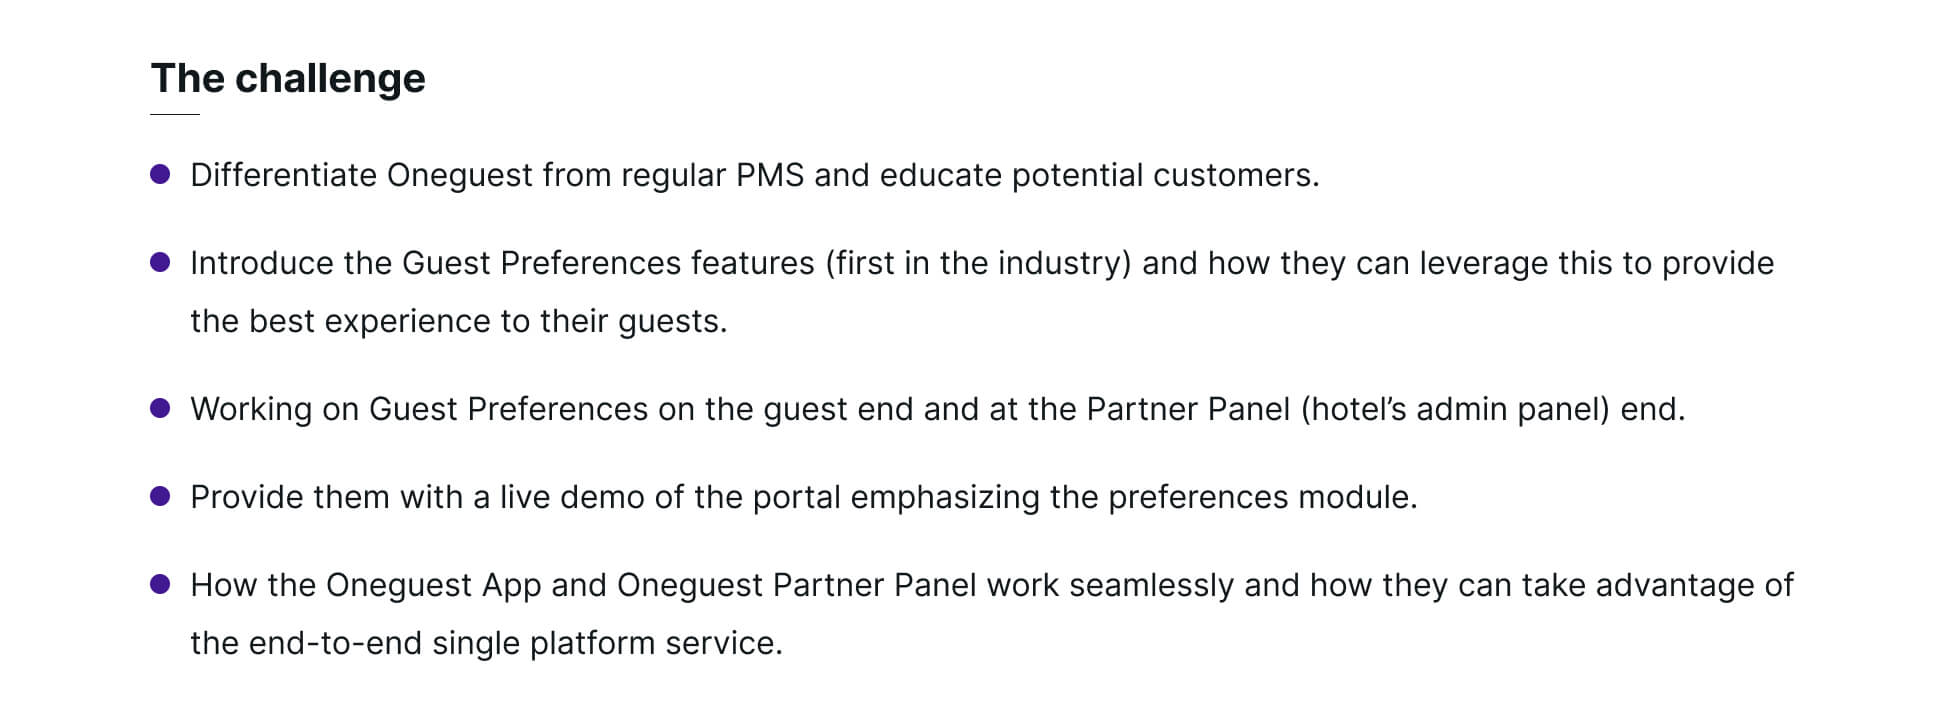 The challenge
Differentiate Oneguest from regular PMS and educate potential customers.
Introduce the Guest Preferences features (first in the industry) and how they can leverage this to provide
the best experience to their guests.
Working on Guest Preferences on the guest end and at the Partner Panel (hotel’s admin panel) end.
Provide them with a live demo of the portal emphasizing the preferences module.
How the Oneguest App and Oneguest Partner Panel work seamlessly and how they can take advantage of
the end-to-end single platform service.